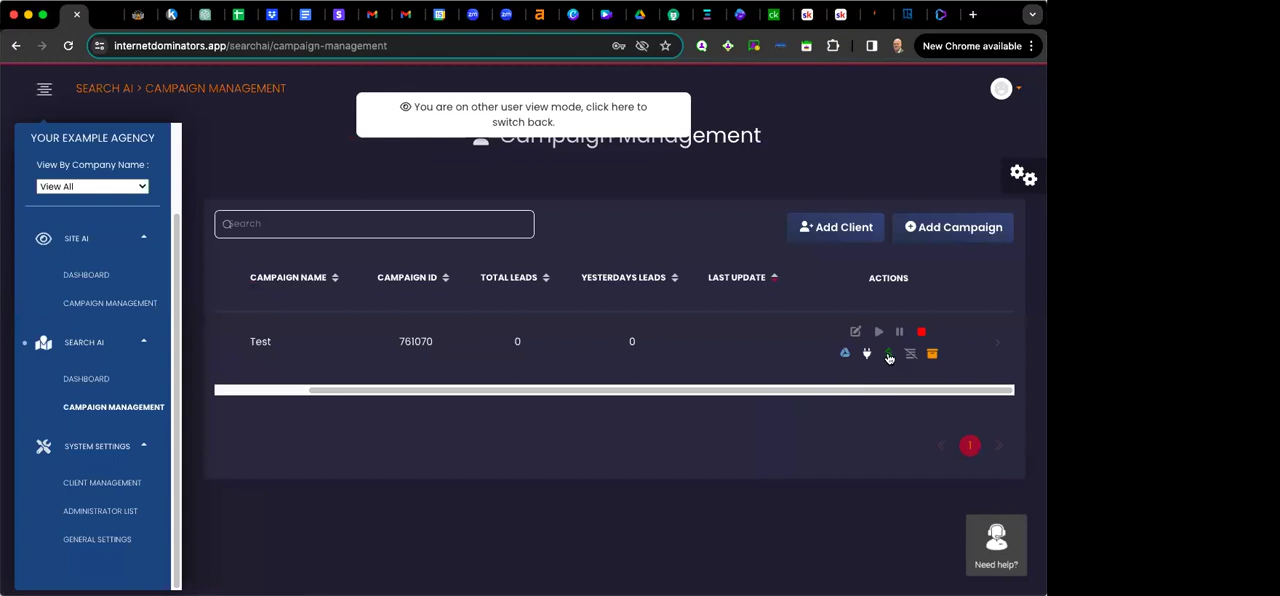 internetdominators.app/searchai/campaign-management
New Chrome available
SEARCH AI > CAMPAIGN MANAGEMENT
You are on other user view mode, click here to
switch back.
Campaign Management
YOUR EXAMPLE AGENCY
View By Company Name :
View All
SITE AI
DASHBOARD
CAMPAIGN MANAGEMENT
SEARCH AI
DASHBOARD
CAMPAIGN MANAGEMENT
SYSTEM SETTINGS
CLIENT MANAGEMENT
ADMINISTRATOR LIST
GENERAL SETTINGS
Search
Add Client
Add Campaign
CAMPAIGN NAME CAMPAIGN ID TOTAL LEADS YESTERDAYS LEADS LAST UPDATE ACTIONS
Test 761070 0 0
« 1 »
Need help?